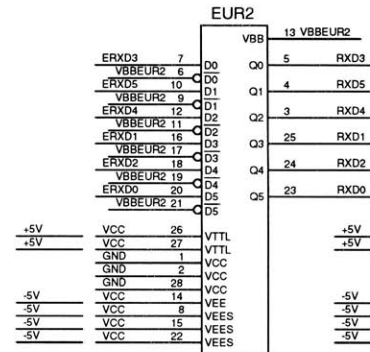 EUR2
VBB 13 VBBEUR2
ERXD3 7 D0 Q0 5 RXD3
VBBEUR2 6 D0
ERXD5 10 D1 Q1 4 RXD5
VBBEUR2 9 D1
ERXD4 12 D2 Q2 3 RXD4
VBBEUR2 11 D2
ERXD1 16 D3 Q3 25 RXD1
VBBEUR2 17 D3
ERXD2 18 D4 Q4 24 RXD2
VBBEUR2 19 D4
ERXD0 20 D5 Q5 23 RXD0
VBBEUR2 21 D5
+5V VCC 26 VTTL +5V
+5V VCC 27 VTTL +5V
GND 1 VCC
GND 2 VCC
GND 28 VCC
-5V VCC 14 VEE -5V
-5V VCC 8 VEES -5V
-5V VCC 15 VEES -5V
-5V VCC 22 VEES -5V